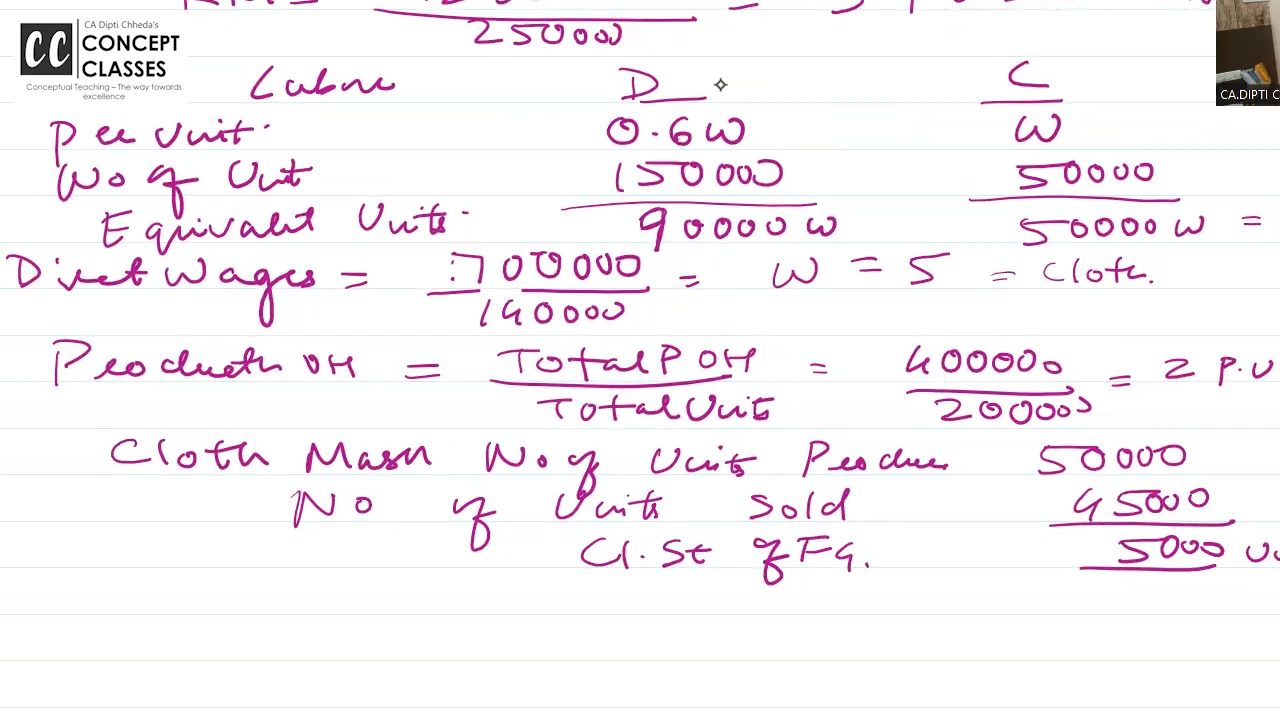 CA Dipti Chheda's
CC CONCEPT CLASSES
Conceptual Teaching – The way towards excellence
250000
CA.DIPTI C
Labour D C
Per Unit. 0.6W W
No of Unit 150000 50000
Equivalent Units. 90000W 50000W =
Direct Wages = 700000 / 140000 = W = 5 = Cloth.
Production OH = Total P OH / Total Units = 400000 / 200000 = 2 P.U
Cloth Mask No of Units Produce 50000
No of Units Sold 45000
Cl. St of FG. 5000